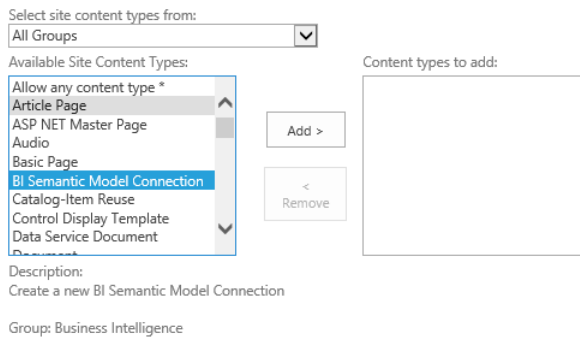 Select site content types from:
All Groups
Available Site Content Types:
Content types to add:
Allow any content type *
Article Page
ASP NET Master Page
Audio
Basic Page
BI Semantic Model Connection
Catalog-Item Reuse
Control Display Template
Data Service Document
Document
Add >
<
Remove
Description:
Create a new BI Semantic Model Connection
Group: Business Intelligence